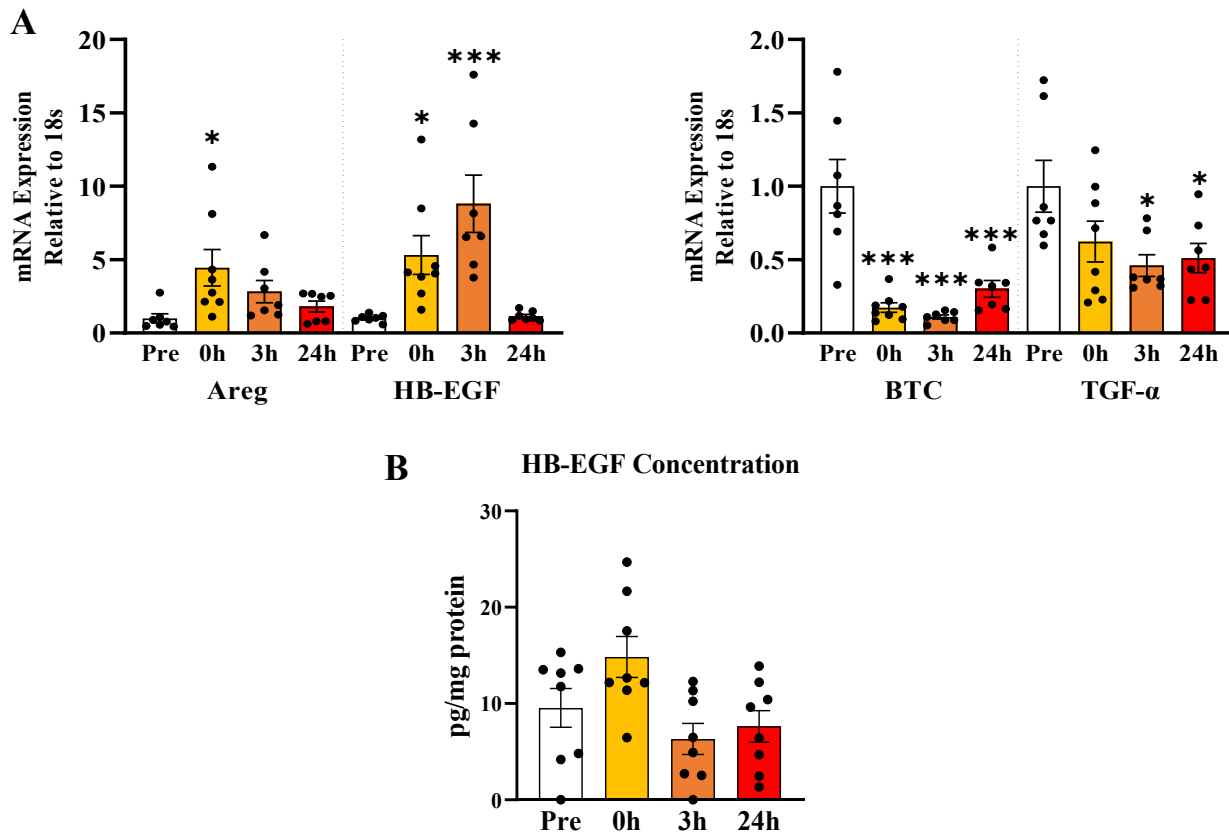 A
mRNA Expression
Relative to 18s
20
15
10
5
0
*
*
***
Pre 0h 3h 24h Pre 0h 3h 24h
Areg HB-EGF
mRNA Expression
Relative to 18s
2.0
1.5
1.0
0.5
0.0
***
***
***
*
*
Pre 0h 3h 24h Pre 0h 3h 24h
BTC TGF-α
B
HB-EGF Concentration
pg/mg protein
30
20
10
0
Pre 0h 3h 24h